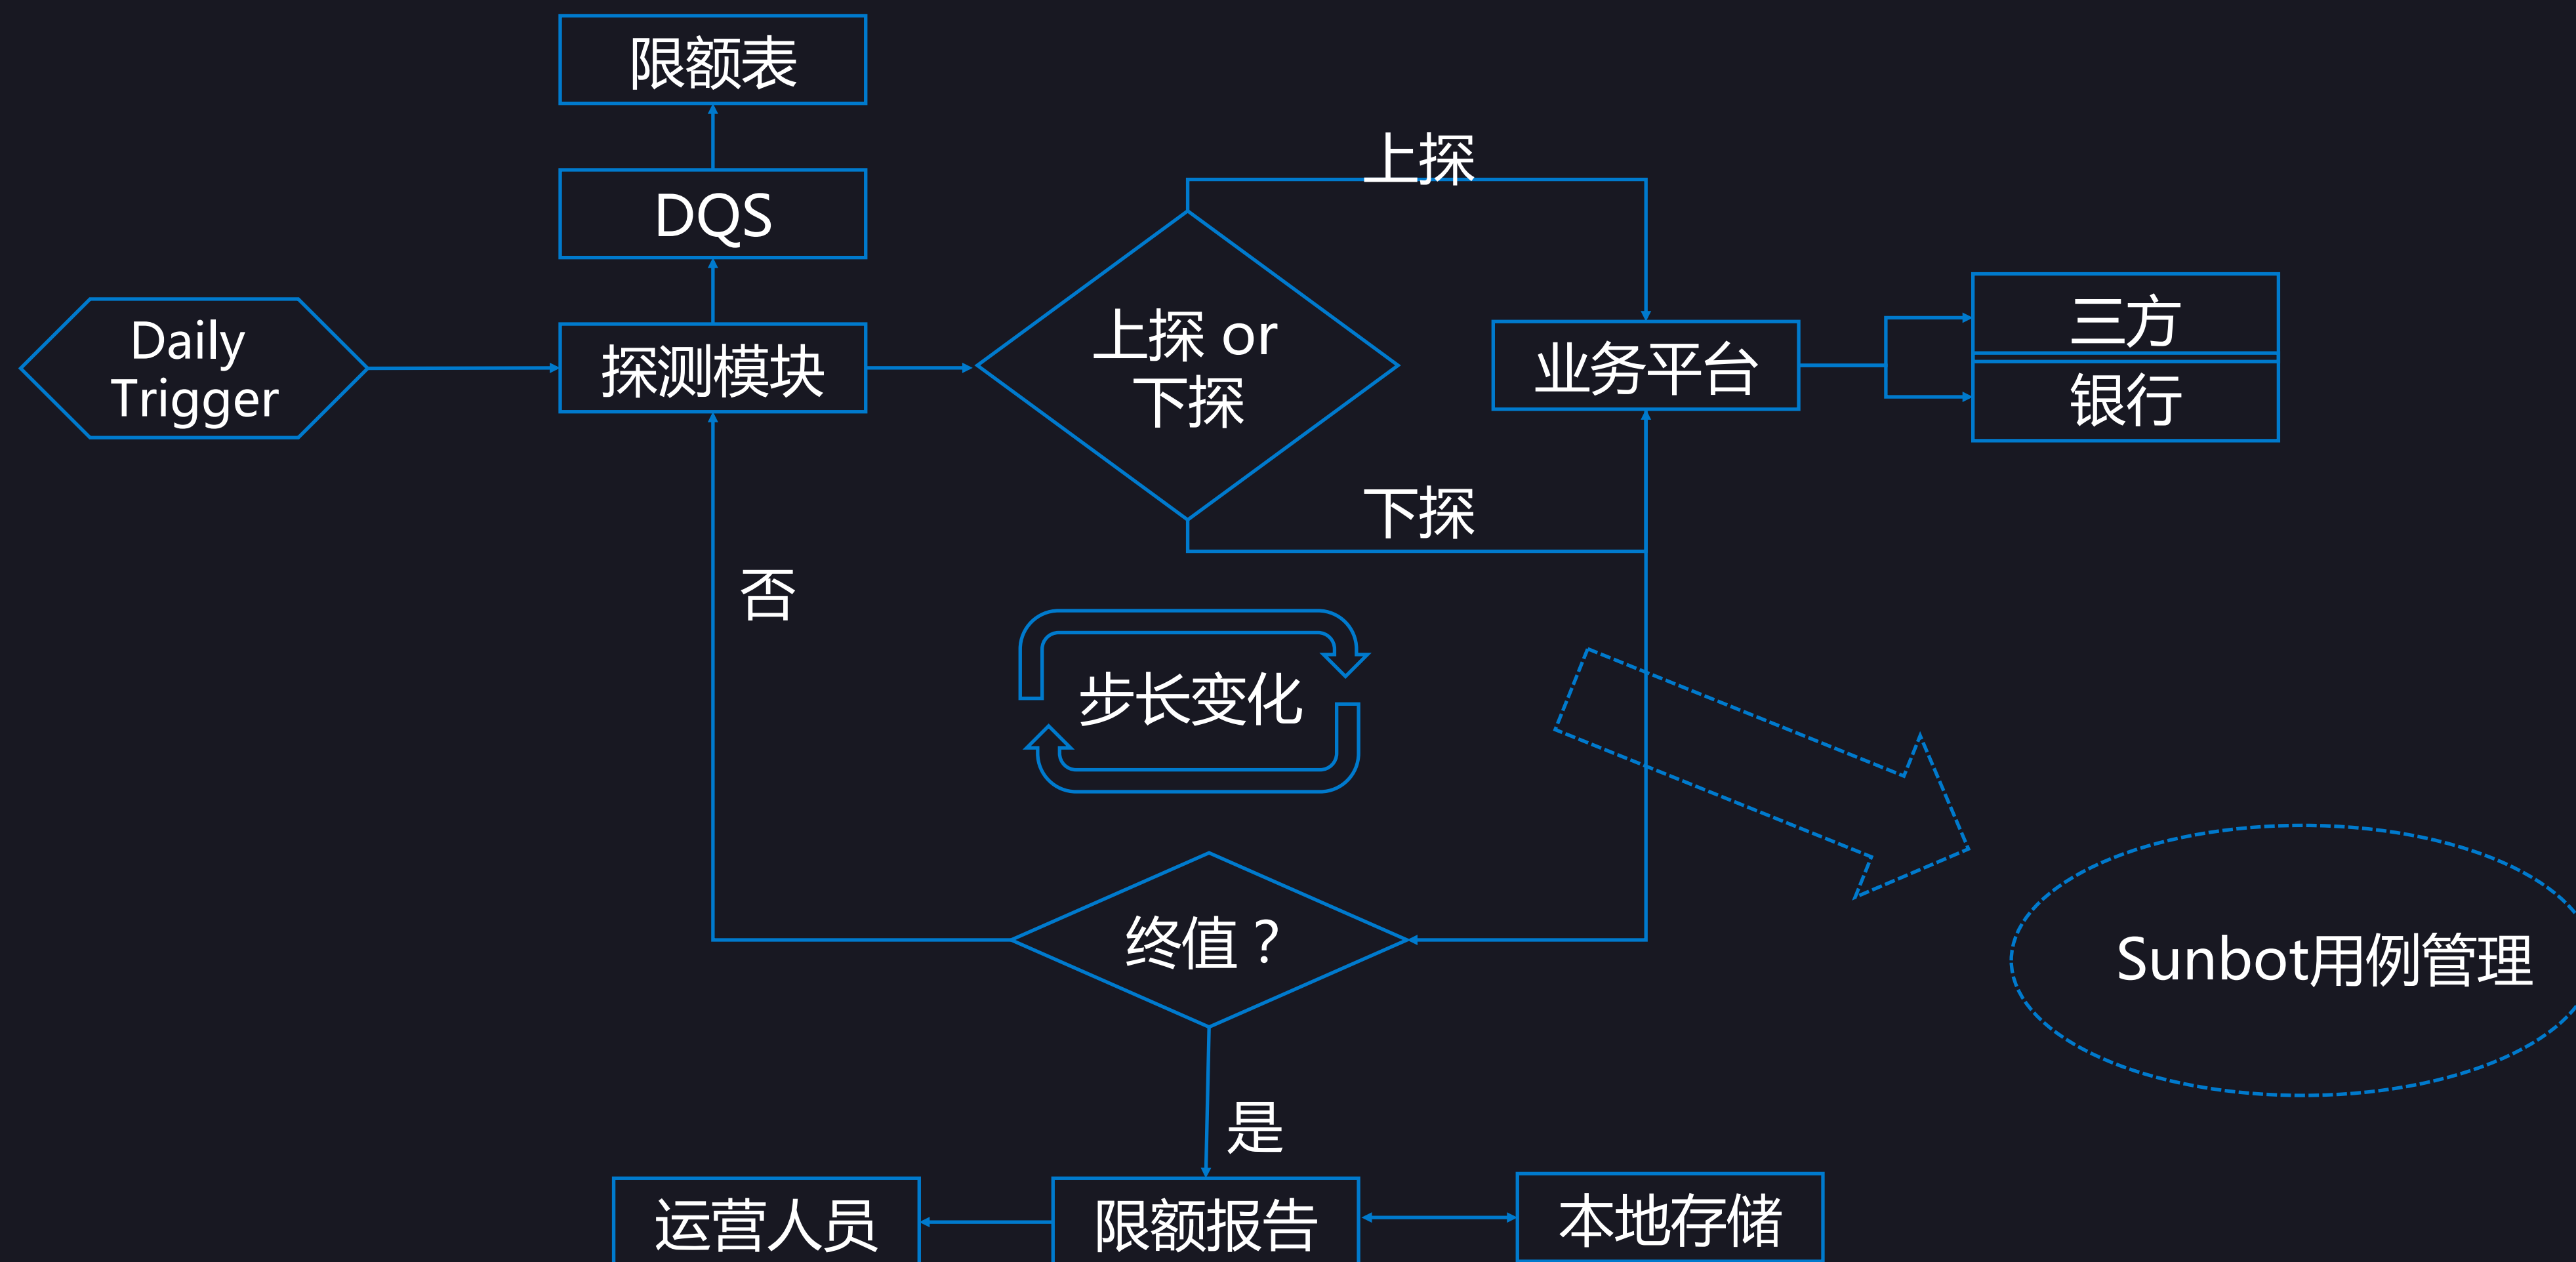 限额表
DQS
上探
Daily
Trigger
探测模块
上探 or
下探
业务平台
三方
银行
下探
否
步长变化
终值？
Sunbot用例管理
是
运营人员
限额报告
本地存储